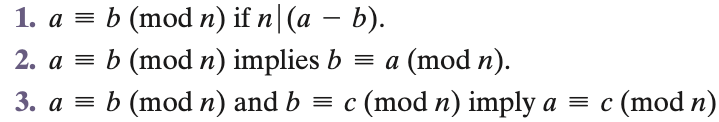 1. a ≡ b (mod n) if n|(a − b).
2. a ≡ b (mod n) implies b ≡ a (mod n).
3. a ≡ b (mod n) and b ≡ c (mod n) imply a ≡ c (mod n)